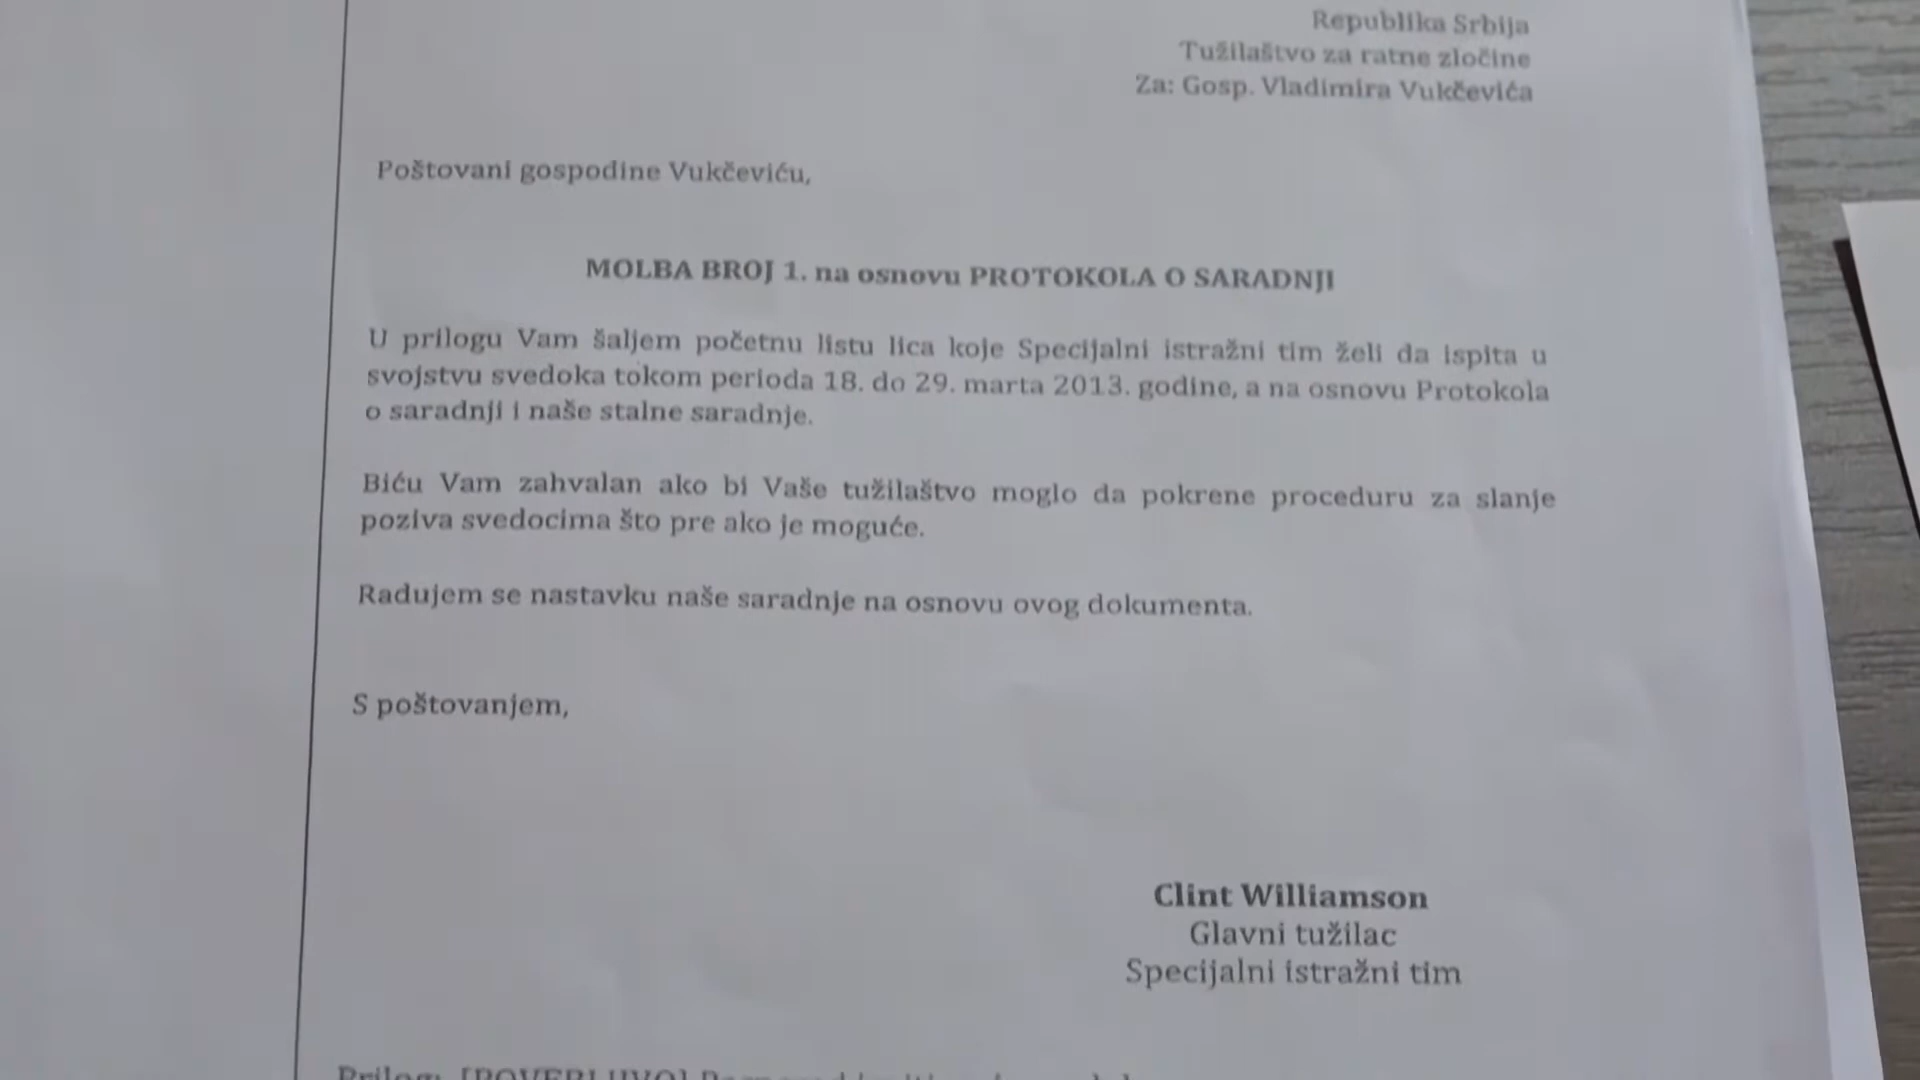 Republika Srbija
Tužilaštvo za ratne zločine
Za: Gosp. Vladimira Vukčevića
Poštovani gospodine Vukčeviću,
MOLBA BROJ 1. na osnovu PROTOKOLA O SARADNJI
U prilogu Vam šaljem početnu listu lica koje Specijalni istražni tim želi da ispita u
svojstvu svedoka tokom perioda 18. do 29. marta 2013. godine, a na osnovu Protokola
o saradnji i naše stalne saradnje.
Biću Vam zahvalan ako bi Vaše tužilaštvo moglo da pokrene proceduru za slanje
poziva svedocima što pre ako je moguće.
Radujem se nastavku naše saradnje na osnovu ovog dokumenta.
S poštovanjem,
Clint Williamson
Glavni tužilac
Specijalni istražni tim
Prilog: [POVERLJIVO]